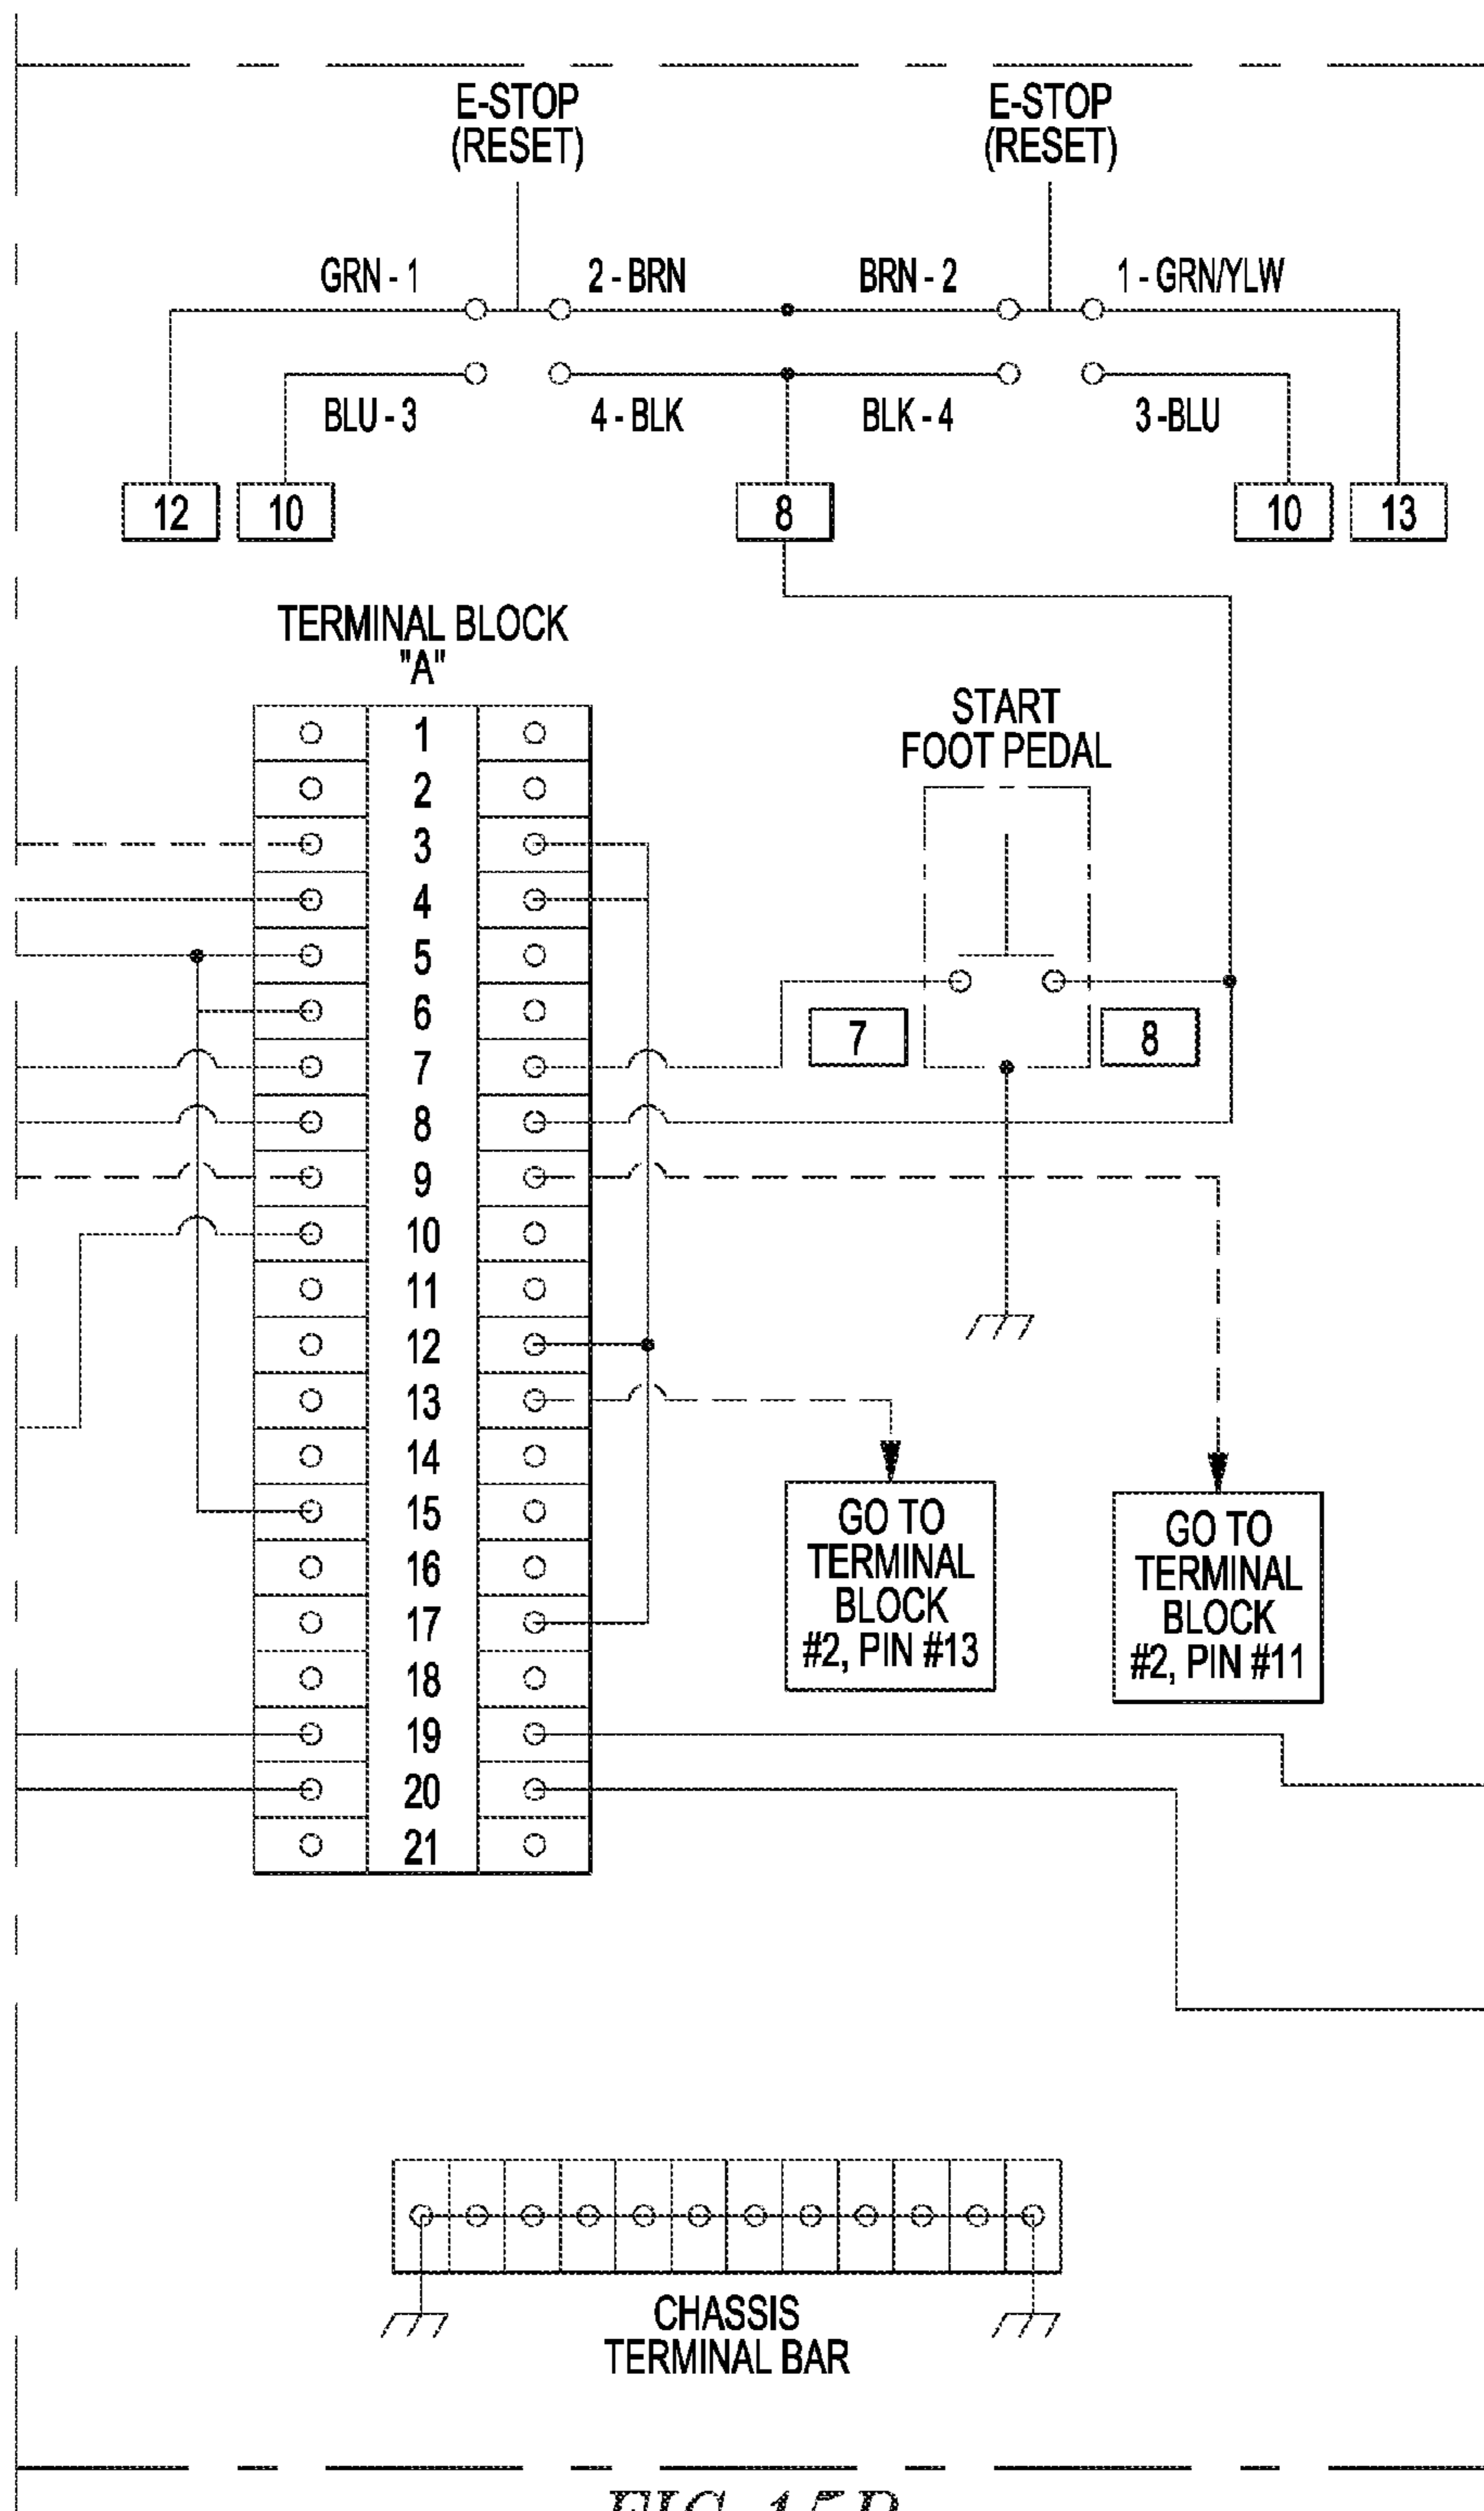 E-STOP
(RESET)
E-STOP
(RESET)
GRN - 1
2 - BRN
BRN - 2
1 - GRN/YLW
BLU - 3
4 - BLK
BLK - 4
3 -BLU
12
10
8
10
13
TERMINAL BLOCK
"A"
1
2
3
4
5
6
7
8
9
10
11
12
13
14
15
16
17
18
19
20
21
START
FOOT PEDAL
7
8
GO TO
TERMINAL
BLOCK
#2, PIN #13
GO TO
TERMINAL
BLOCK
#2, PIN #11
CHASSIS
TERMINAL BAR